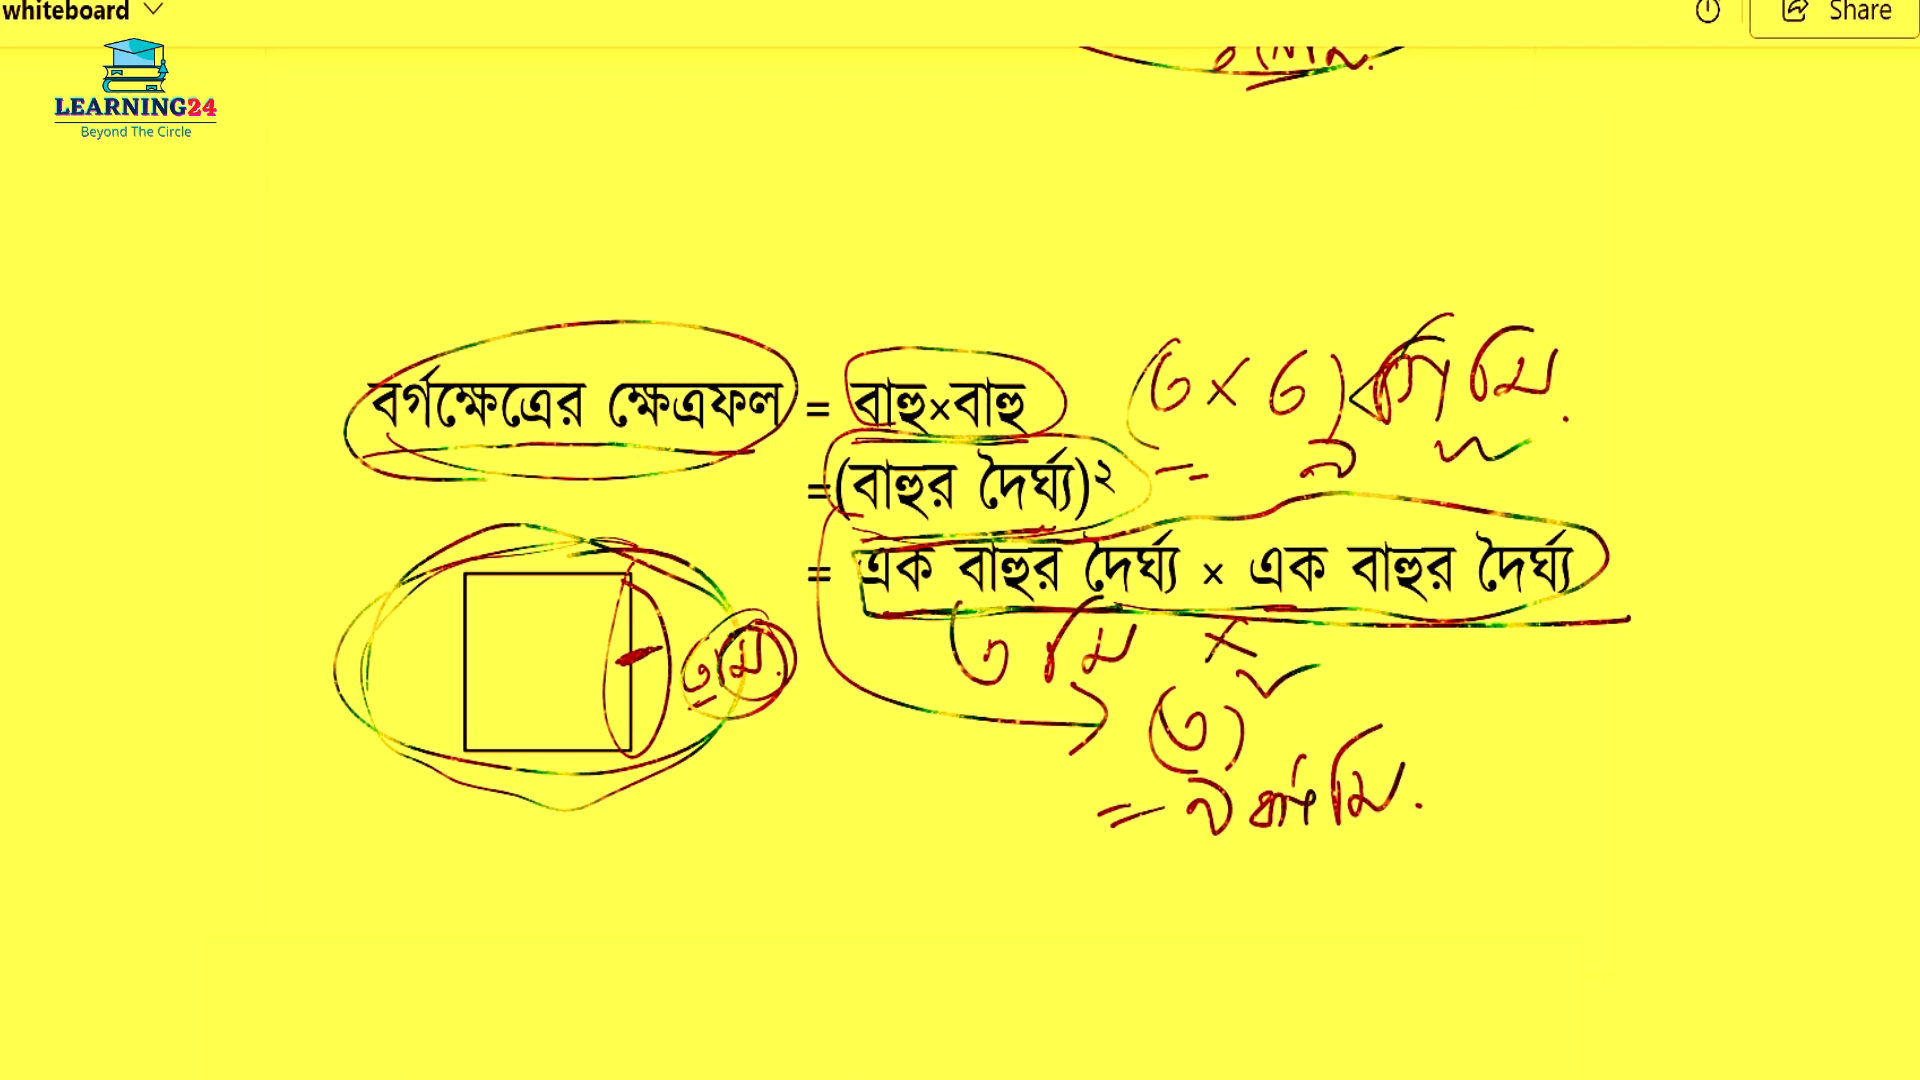 whiteboard
Share
LEARNING24
Beyond The Circle
বর্গক্ষেত্রের ক্ষেত্রফল = বাহু×বাহু (৩ × ৩) বর্গ মি.
= ৯
=(বাহুর দৈর্ঘ্য)২
= এক বাহুর দৈর্ঘ্য × এক বাহুর দৈর্ঘ্য
৩ মি ×
৩ মি.
(৩)
= ৯ বর্গ মি.